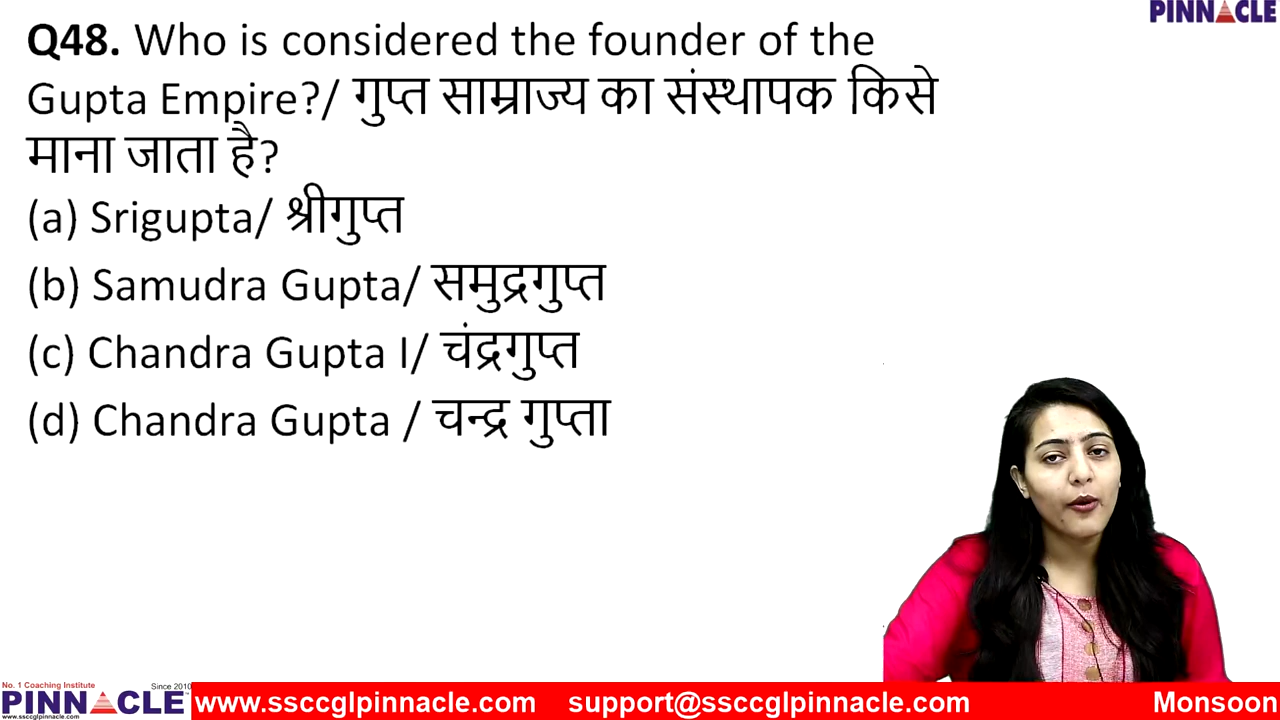 PINNACLE
Q48. Who is considered the founder of the
Gupta Empire?/ गुप्त साम्राज्य का संस्थापक किसे
माना जाता है?
(a) Srigupta/ श्रीगुप्त
(b) Samudra Gupta/ समुद्रगुप्त
(c) Chandra Gupta I/ चंद्रगुप्त
(d) Chandra Gupta / चन्द्र गुप्ता
No. 1 Coaching Institute Since 2010
PINNACLE
www.ssccglpinnacle.com
www.ssccglpinnacle.com support@ssccglpinnacle.com Monsoon